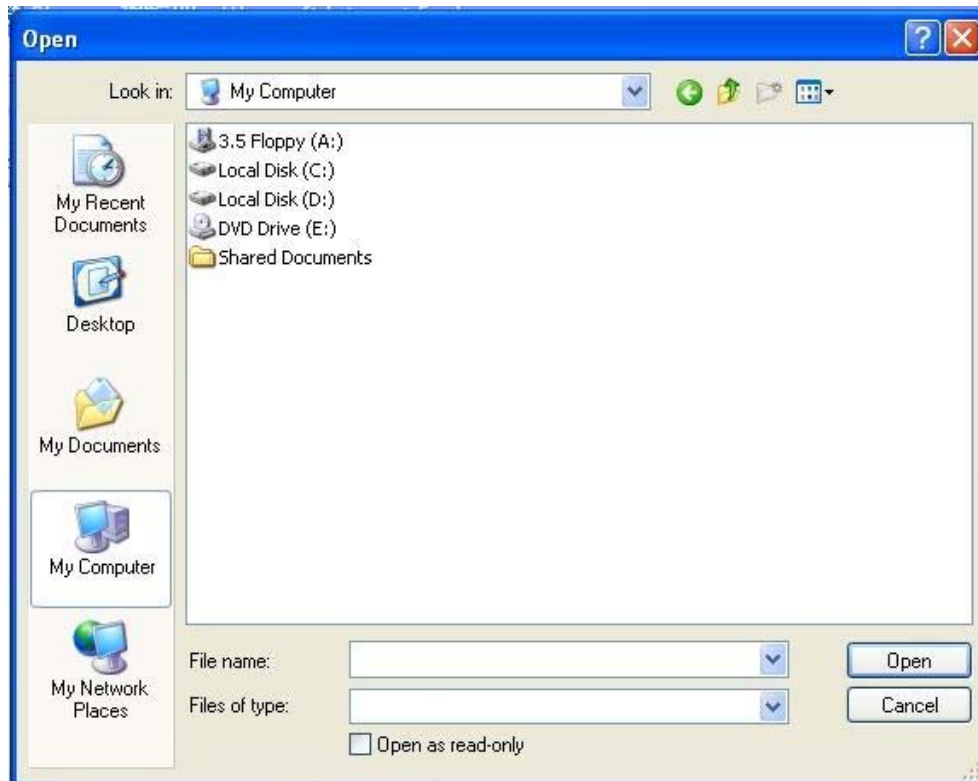 Open
Look in: My Computer
My Recent
Documents
Desktop
My Documents
My Computer
My Network
Places
3.5 Floppy (A:)
Local Disk (C:)
Local Disk (D:)
DVD Drive (E:)
Shared Documents
File name:
Open
Files of type:
Cancel
Open as read-only